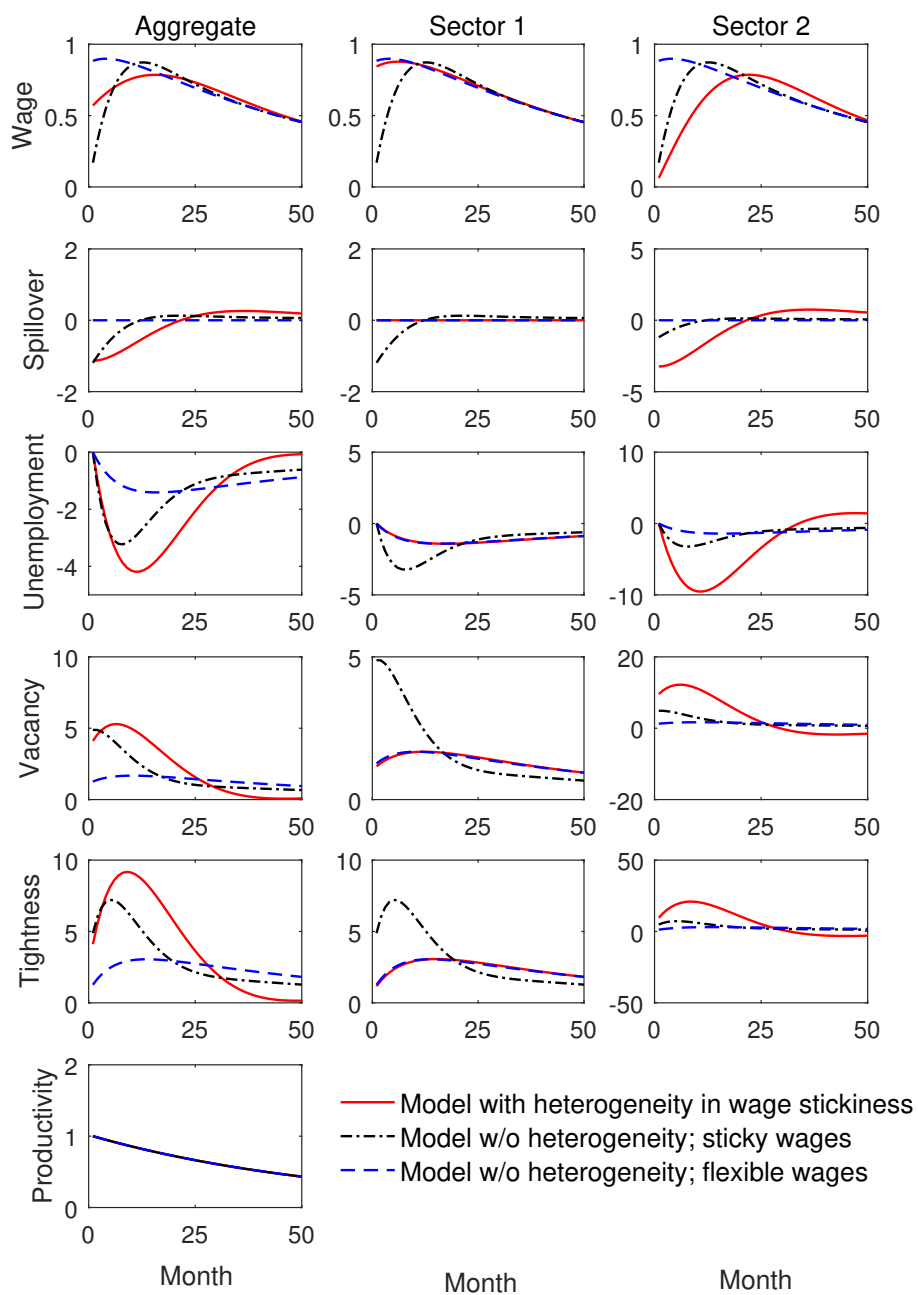 Aggregate Sector 1 Sector 2
1 1 1
Wage
0.5 0.5 0.5
0 0 0
0 25 50 0 25 50 0 25 50
2 2 5
Spillover
0 0 0
-2 -2 -5
0 25 50 0 25 50 0 25 50
0 5 10
Unemployment
-2 0 0
-4
-5 -10
0 25 50 0 25 50 0 25 50
10 5 20
Vacancy
5 0
0 0 -20
0 25 50 0 25 50 0 25 50
10 10 50
Tightness
5 5 0
0 0 -50
0 25 50 0 25 50 0 25 50
2
Productivity
1
0
0 25 50
Model with heterogeneity in wage stickiness
Model w/o heterogeneity; sticky wages
Model w/o heterogeneity; flexible wages
Month Month Month